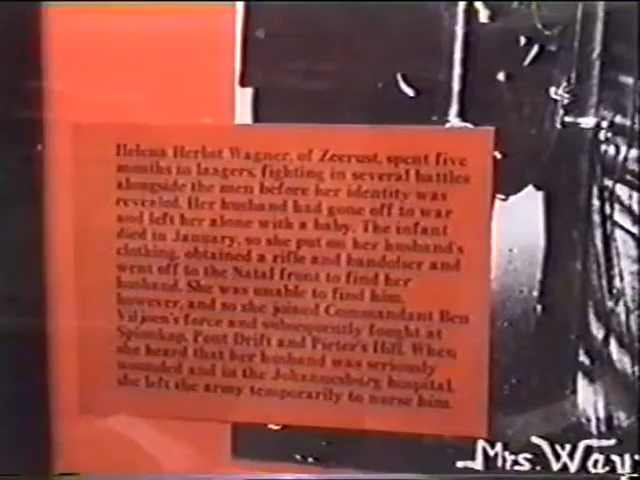 Helena Herbst Wagner, of Zeerust, spent five
months in laagers, fighting in several battles
alongside the men before her identity was
revealed. Her husband had gone off to war
and left her alone with a baby. The infant
died in January, so she put on her husband's
clothing, obtained a rifle and bandolier and
went off to the Natal front to find her
husband. She was unable to find him,
however, and so she joined Commandant Ben
Viljoen's force and subsequently fought at
Spionkop, Pont Drift and Pieter's Hill. When
she heard that her husband was seriously
wounded and in the Johannesburg hospital,
she left the army temporarily to nurse him.
Mrs. Way